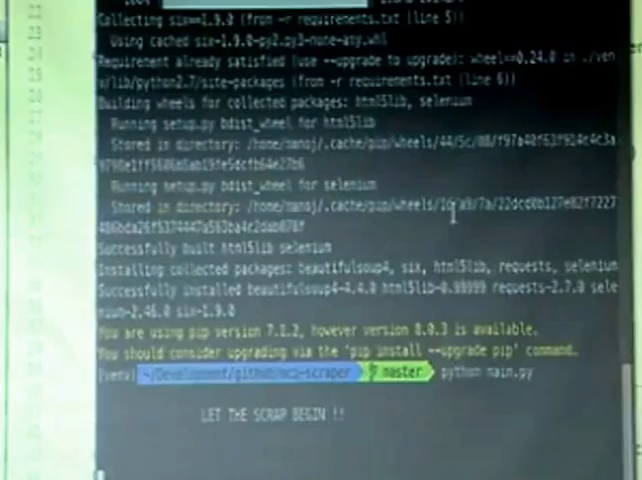 Collecting six==1.9.0 (from -r requirements.txt (line 5))
Using cached six-1.9.0-py2.py3-none-any.whl
Requirement already satisfied (use --upgrade to upgrade): wheel==0.24.0 in ./ven
v/lib/python2.7/site-packages (from -r requirements.txt (line 6))
Building wheels for collected packages: html5lib, selenium
Running setup.py bdist_wheel for html5lib
Stored in directory: /home/manoj/.cache/pip/wheels/44/5c/
Running setup.py bdist_wheel for selenium
Stored in directory: /home/manoj/.cache/pip/wheels/
Successfully built html5lib selenium
Installing collected packages: beautifulsoup4, six, html5lib, requests, selenium
Successfully installed beautifulsoup4-4.4.0 html5lib-0.99999 requests-2.7.0 sele
nium-2.46.0 six-1.9.0
You are using pip version 7.1.2, however version 8.0.3 is available.
You should consider upgrading via the 'pip install --upgrade pip' command.
(venv) ~/Development/github/mci-scraper master python main.py
LET THE SCRAP BEGIN !!